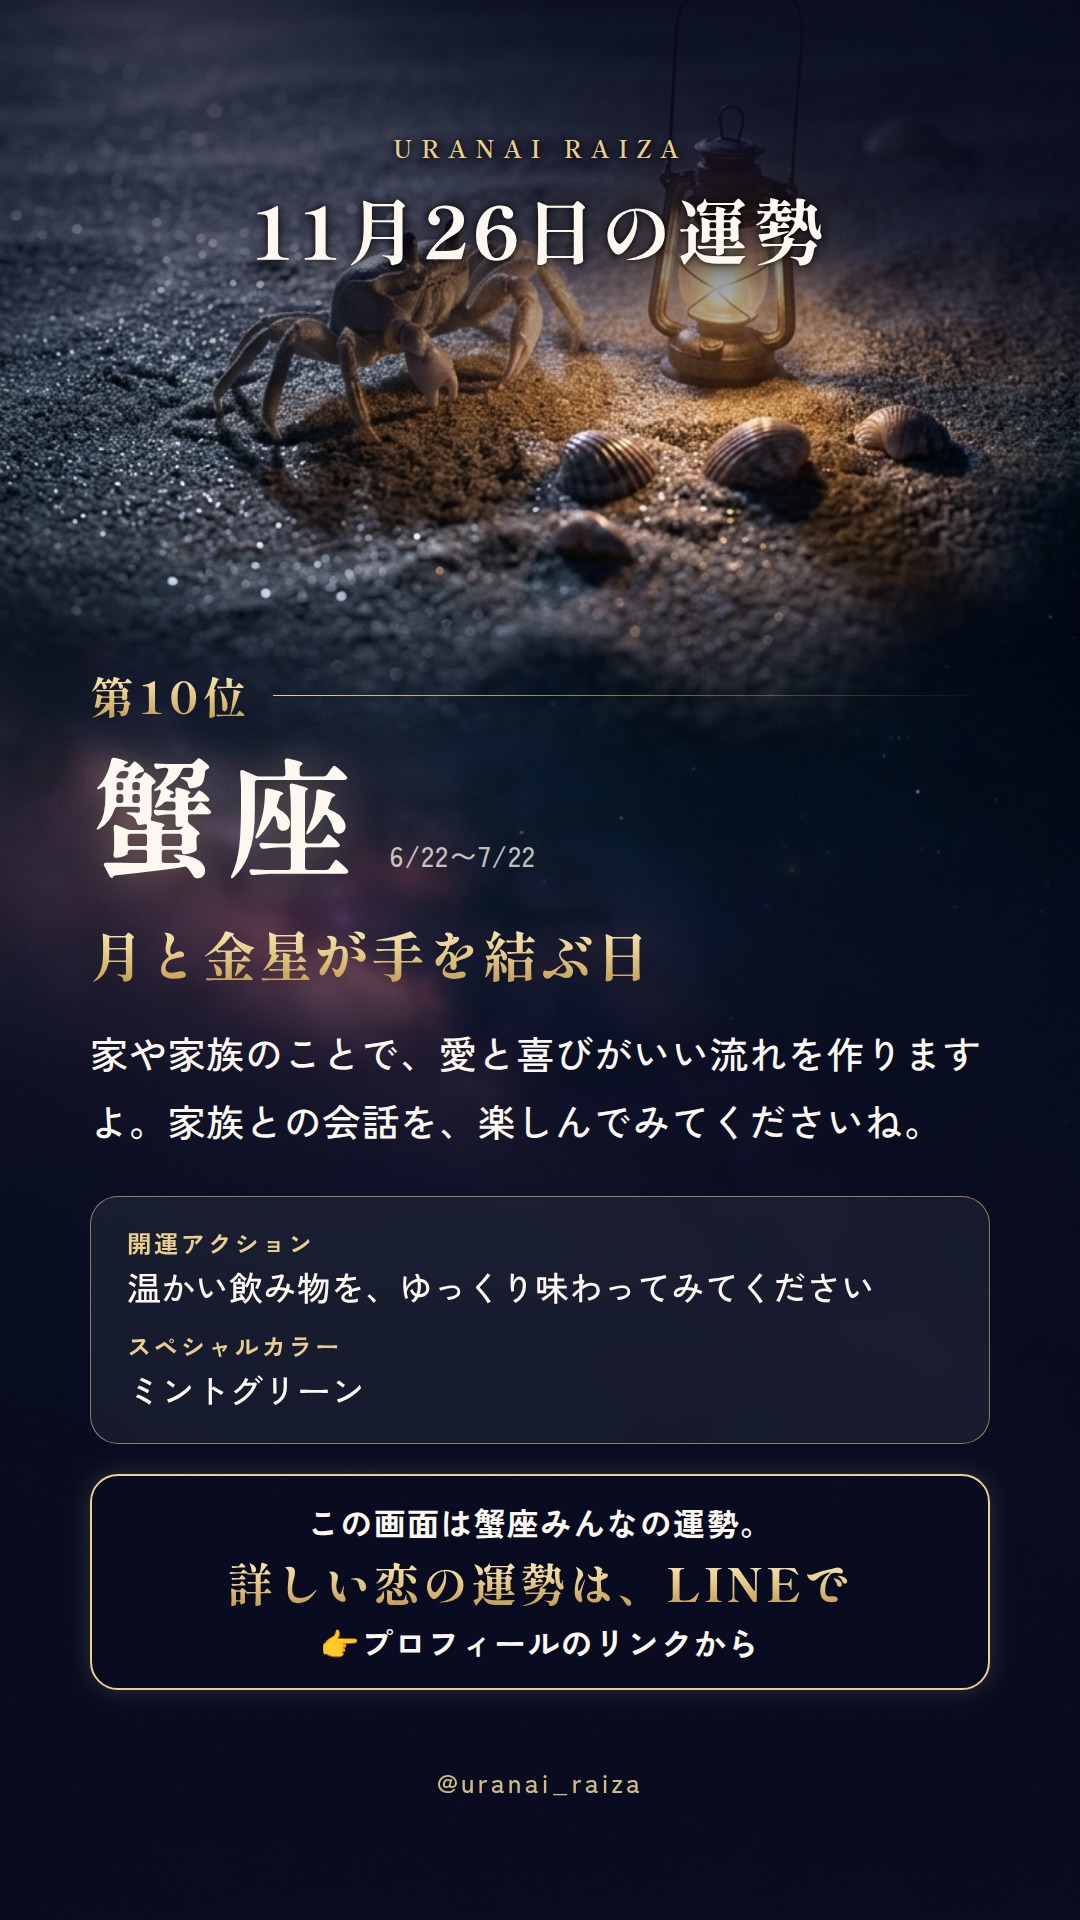 URANAI RAIZA
11月26日の運勢
第10位
蟹座 6/22〜7/22
月と金星が手を結ぶ日
家や家族のことで、愛と喜びがいい流れを作ります
よ。家族との会話を、楽しんでみてくださいね。
開運アクション
温かい飲み物を、ゆっくり味わってみてください
スペシャルカラー
ミントグリーン
この画面は蟹座みんなの運勢。
詳しい恋の運勢は、LINEで
👉プロフィールのリンクから
@uranai_raiza